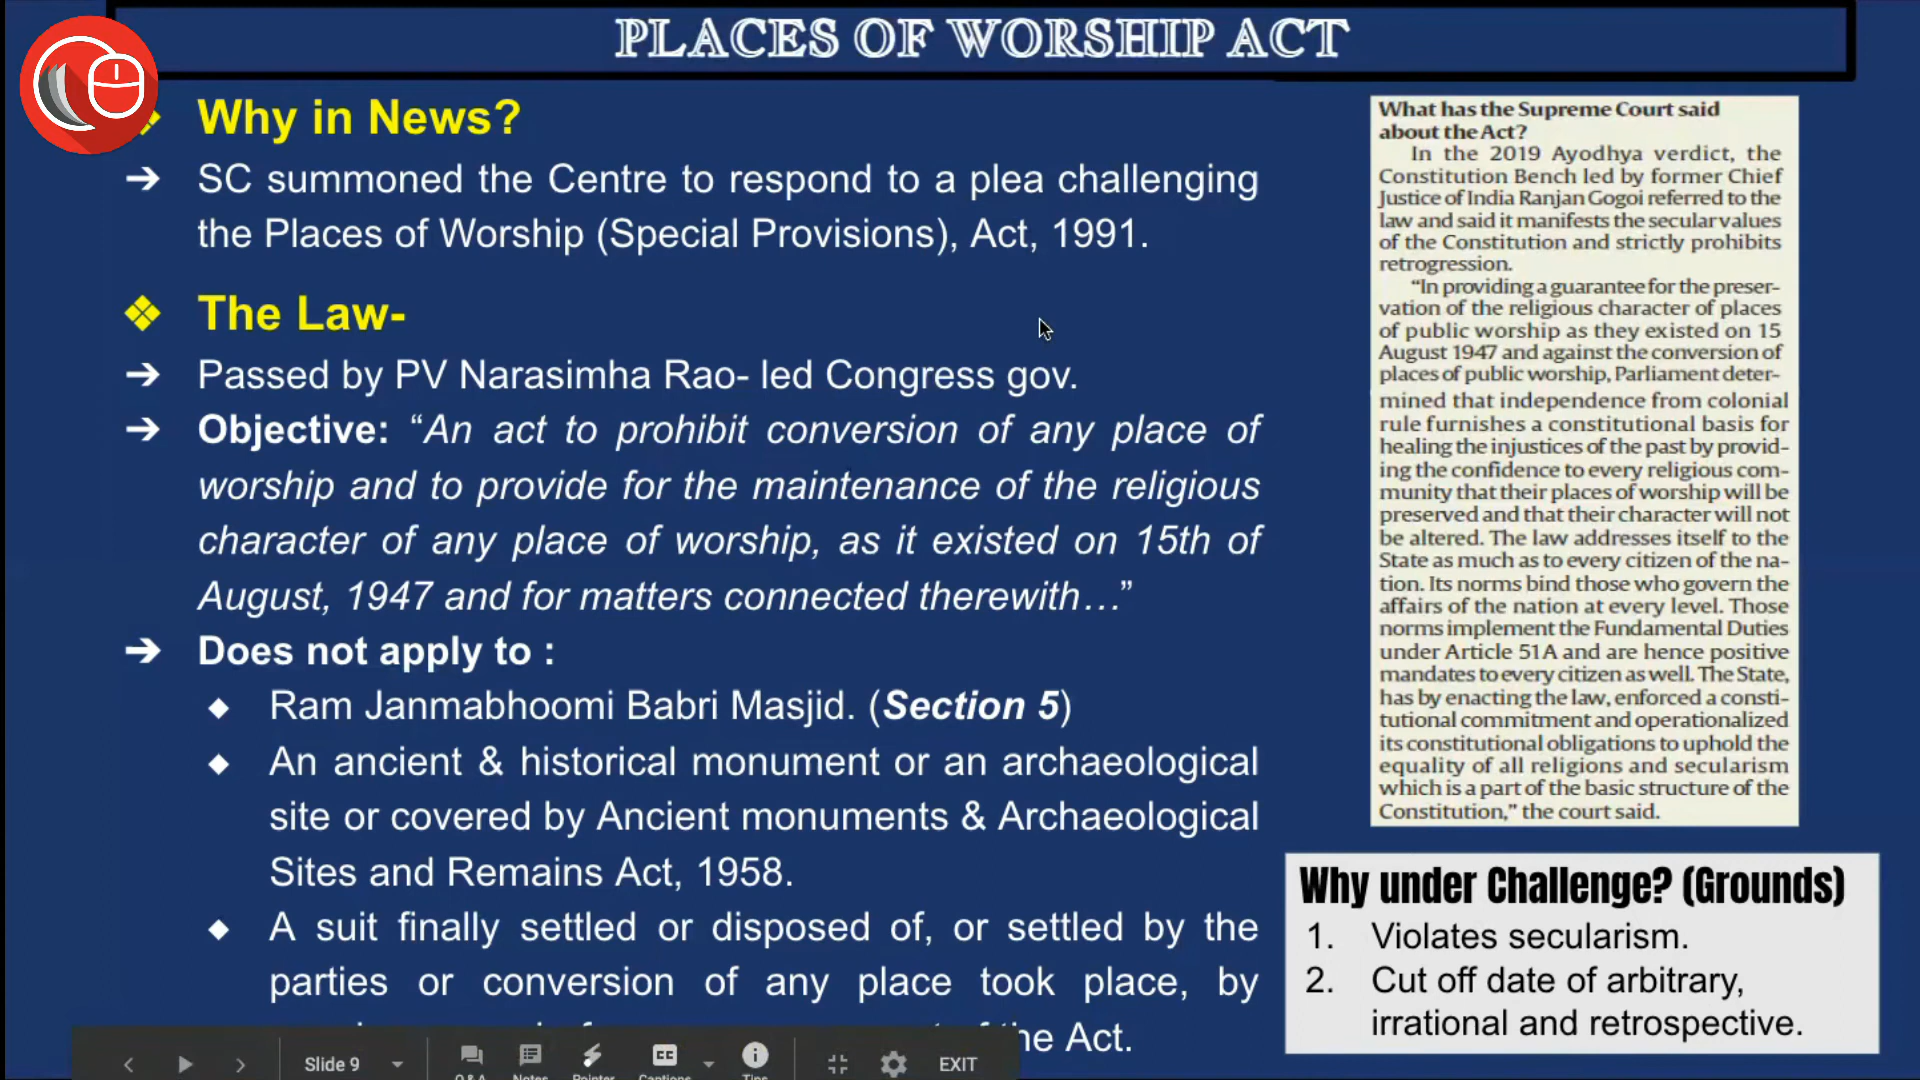 PLACES OF WORSHIP ACT
Why in News?
SC summoned the Centre to respond to a plea challenging
the Places of Worship (Special Provisions), Act, 1991.
The Law-
Passed by PV Narasimha Rao- led Congress gov.
Objective: “An act to prohibit conversion of any place of
worship and to provide for the maintenance of the religious
character of any place of worship, as it existed on 15th of
August, 1947 and for matters connected therewith…”
Does not apply to :
Ram Janmabhoomi Babri Masjid. (Section 5)
An ancient & historical monument or an archaeological
site or covered by Ancient monuments & Archaeological
Sites and Remains Act, 1958.
A suit finally settled or disposed of, or settled by the
parties or conversion of any place took place, by
the Act.
What has the Supreme Court said
about the Act?
In the 2019 Ayodhya verdict, the
Constitution Bench led by former Chief
Justice of India Ranjan Gogoi referred to the
law and said it manifests the secular values
of the Constitution and strictly prohibits
retrogression.
“In providing a guarantee for the preser-
vation of the religious character of places
of public worship as they existed on 15
August 1947 and against the conversion of
places of public worship, Parliament deter-
mined that independence from colonial
rule furnishes a constitutional basis for
healing the injustices of the past by provid-
ing the confidence to every religious com-
munity that their places of worship will be
preserved and that their character will not
be altered. The law addresses itself to the
State as much as to every citizen of the na-
tion. Its norms bind those who govern the
affairs of the nation at every level. Those
norms implement the Fundamental Duties
under Article 51A and are hence positive
mandates to every citizen as well. The State,
has by enacting the law, enforced a consti-
tutional commitment and operationalized
its constitutional obligations to uphold the
equality of all religions and secularism
which is a part of the basic structure of the
Constitution,” the court said.
Why under Challenge? (Grounds)
1. Violates secularism.
2. Cut off date of arbitrary,
irrational and retrospective.
Slide 9
Q&A Notes Pointer Captions Tips
EXIT